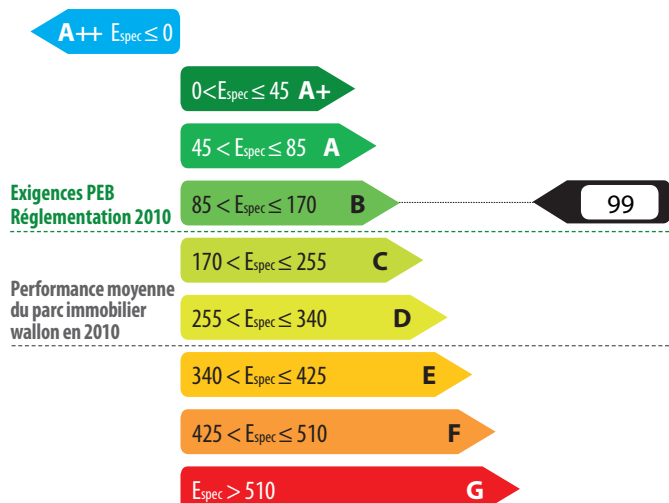 A++ Espec ≤ 0
0<Espec ≤ 45 A+
45 < Espec ≤ 85 A
Exigences PEB
Réglementation 2010
85 < Espec ≤ 170 B
99
170 < Espec ≤ 255 C
Performance moyenne
du parc immobilier
wallon en 2010
255 < Espec ≤ 340 D
340 < Espec ≤ 425 E
425 < Espec ≤ 510 F
Espec > 510 G